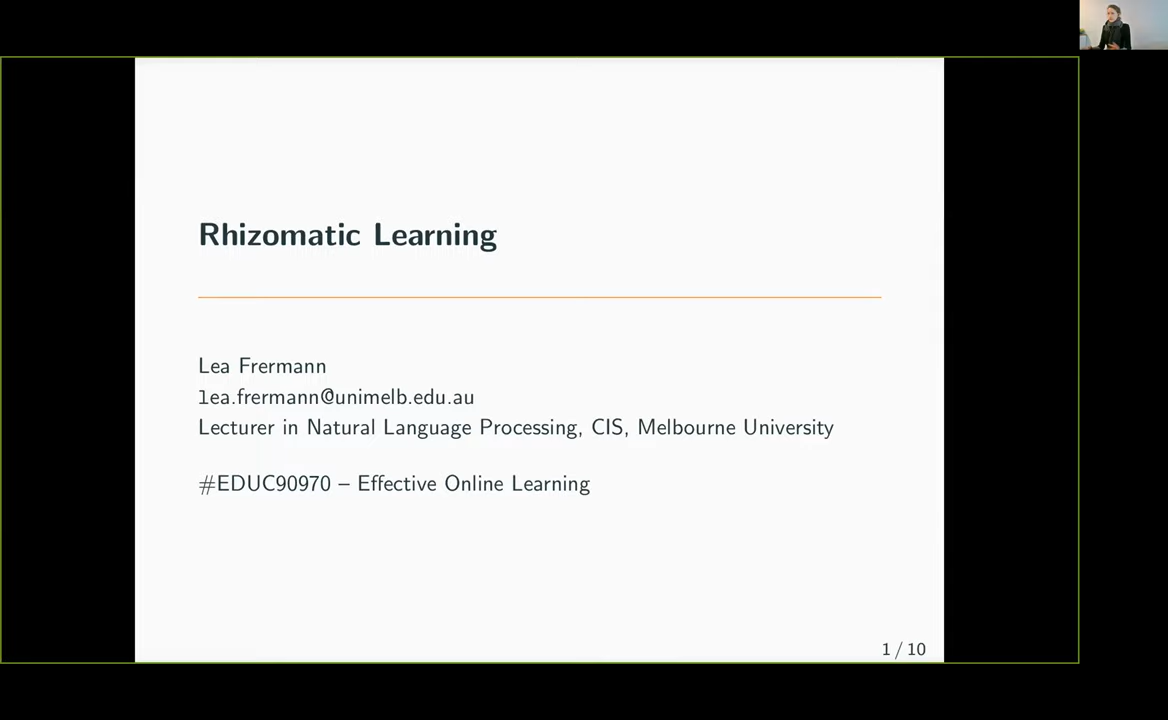 Rhizomatic Learning
Lea Frermann
lea.frermann@unimelb.edu.au
Lecturer in Natural Language Processing, CIS, Melbourne University
#EDUC90970 – Effective Online Learning
1 / 10